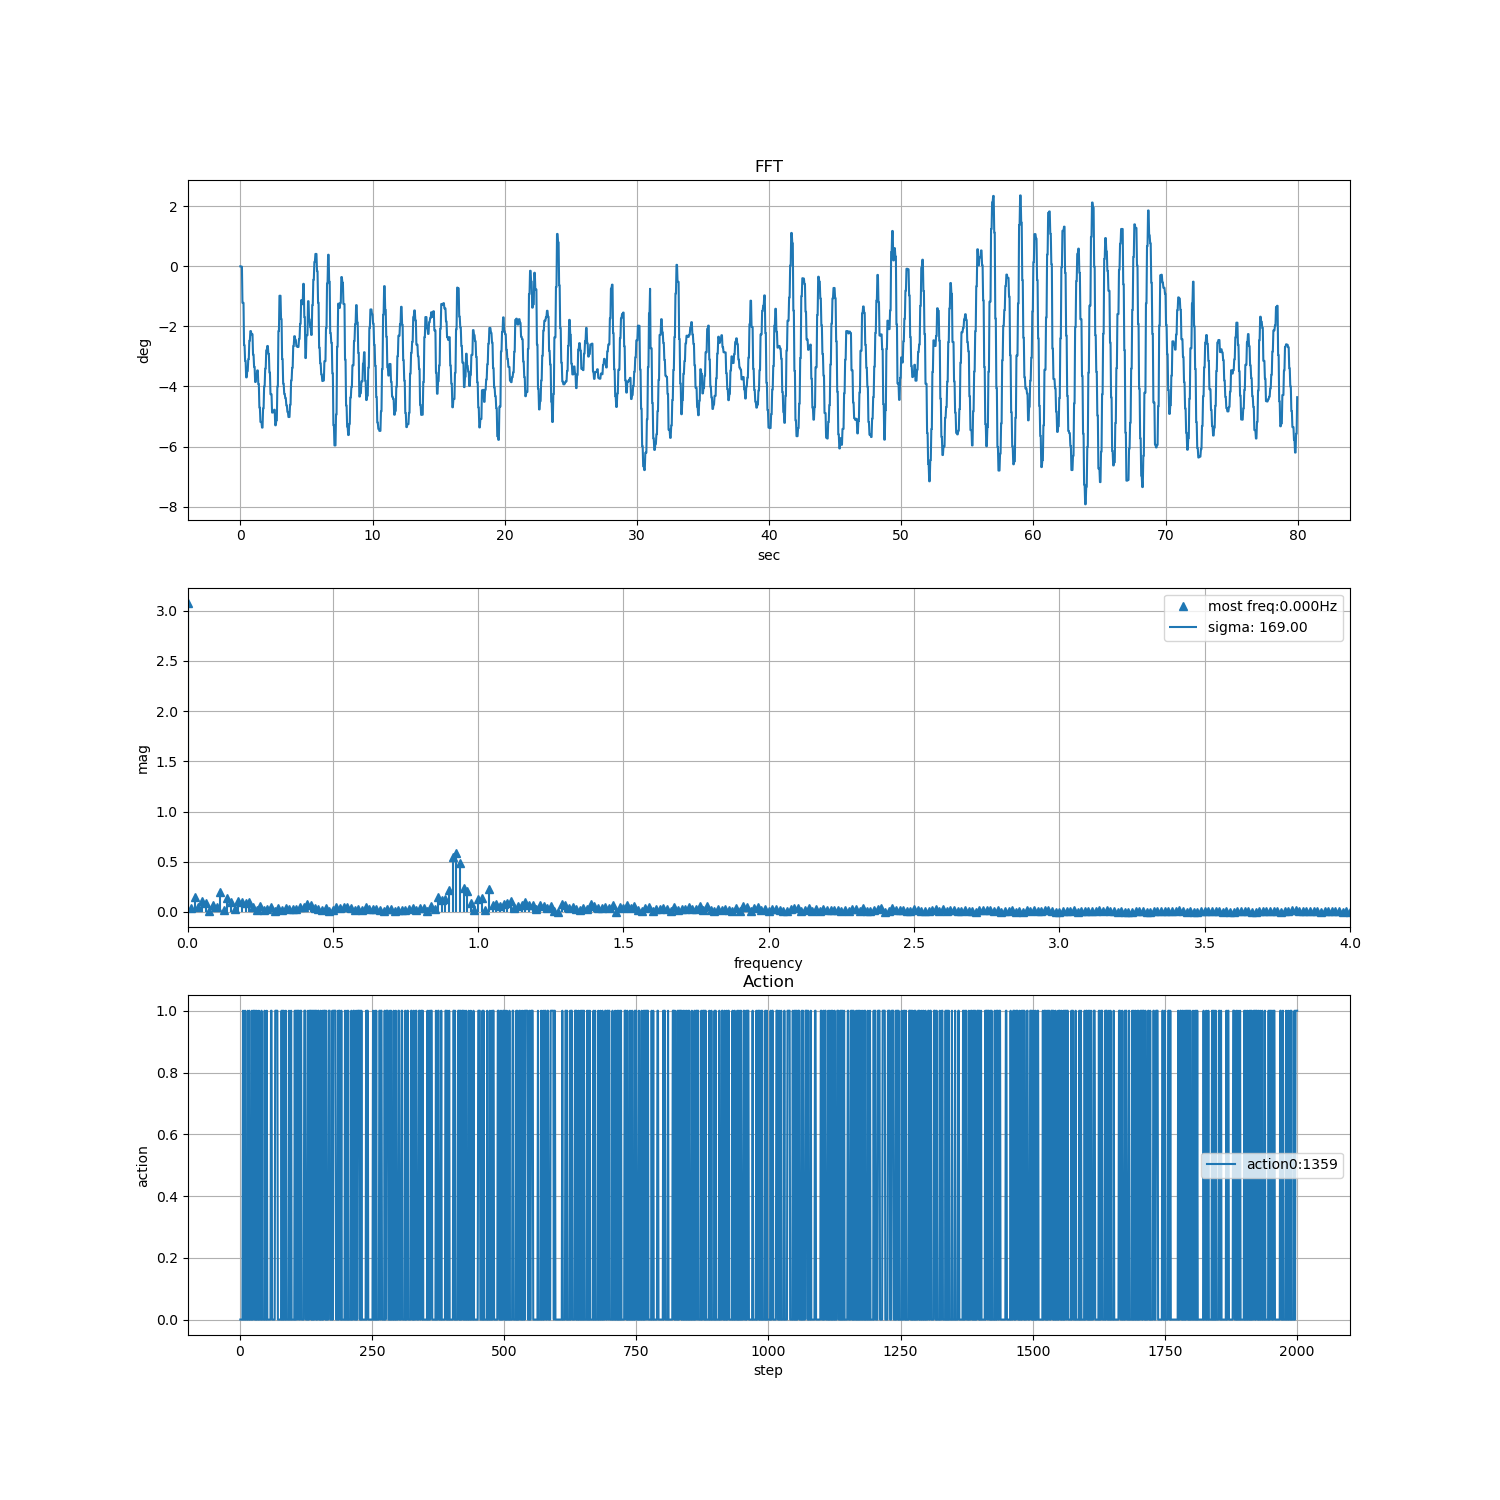 FFT
2
0
−2
−4
−6
−8
deg
0 10 20 30 40 50 60 70 80
sec
3.0
2.5
2.0
1.5
1.0
0.5
0.0
mag
most freq:0.000Hz
sigma: 169.00
0.0 0.5 1.0 1.5 2.0 2.5 3.0 3.5 4.0
frequency
Action
1.0
0.8
0.6
0.4
0.2
0.0
action
action0:1359
0 250 500 750 1000 1250 1500 1750 2000
step